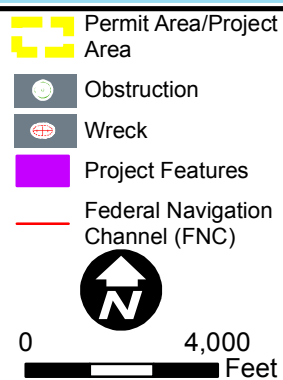 Permit Area/Project
Area
Obstruction
Wreck
Project Features
Federal Navigation
Channel (FNC)
N
0 4,000
Feet